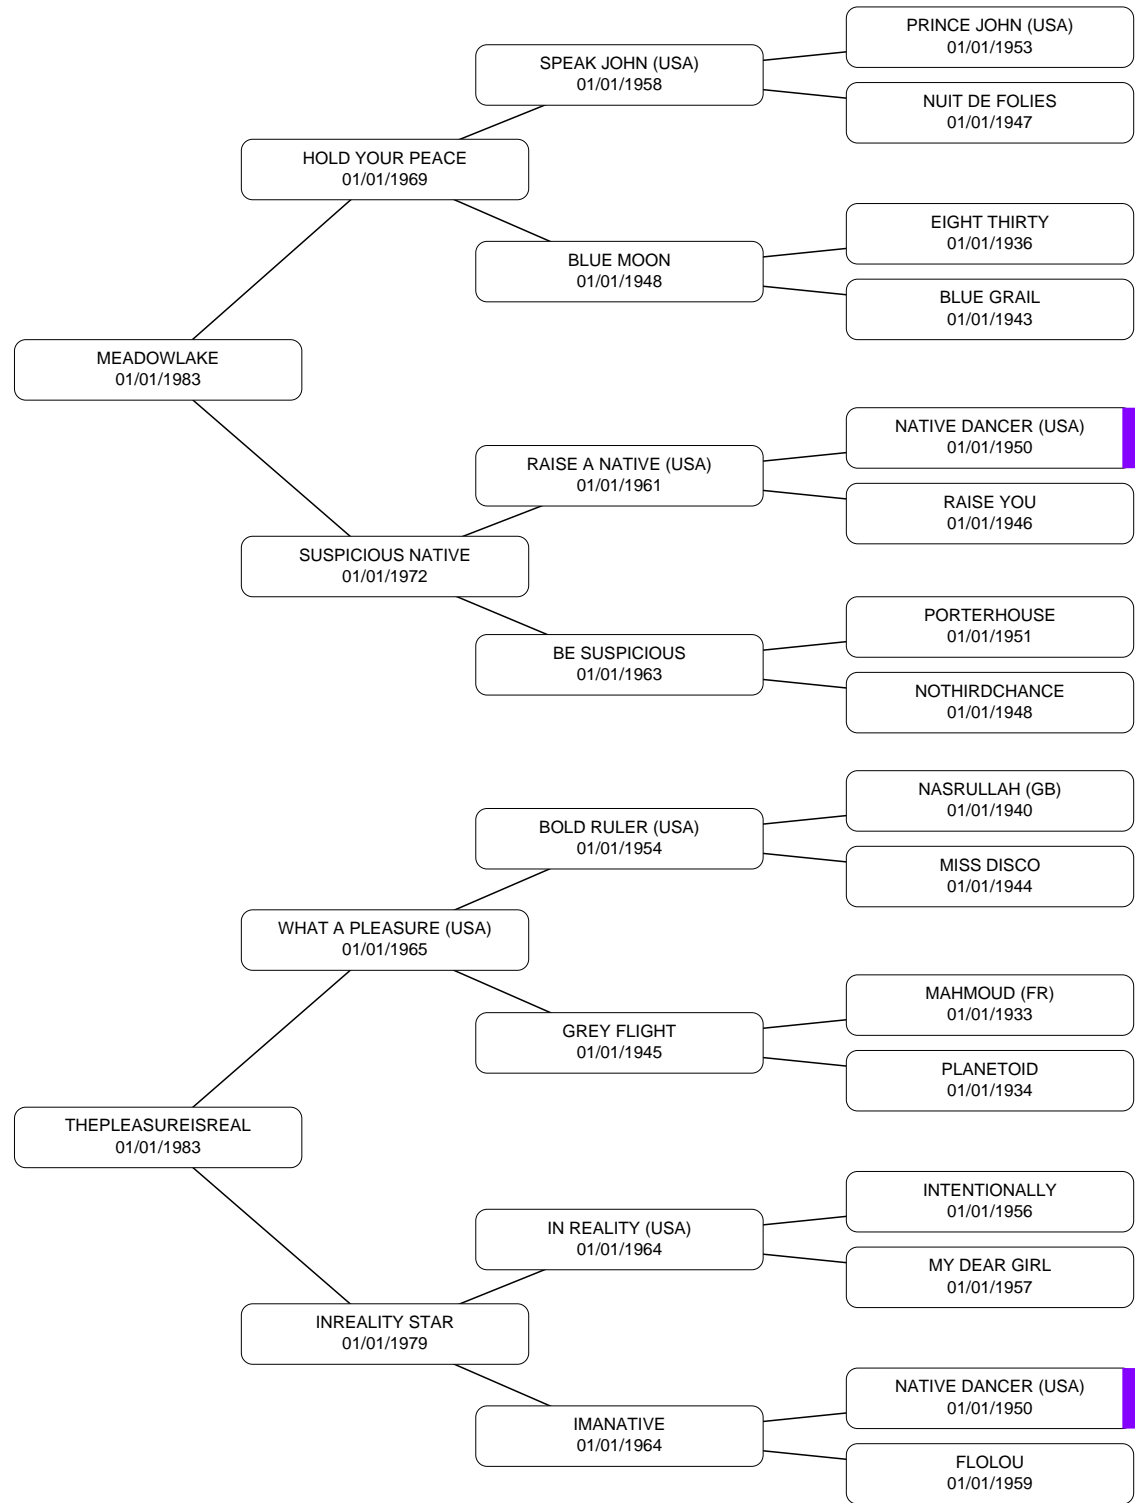 PRINCE JOHN (USA)
01/01/1953
SPEAK JOHN (USA)
01/01/1958
NUIT DE FOLIES
01/01/1947
HOLD YOUR PEACE
01/01/1969
EIGHT THIRTY
01/01/1936
BLUE MOON
01/01/1948
BLUE GRAIL
01/01/1943
MEADOWLAKE
01/01/1983
NATIVE DANCER (USA)
01/01/1950
RAISE A NATIVE (USA)
01/01/1961
RAISE YOU
01/01/1946
SUSPICIOUS NATIVE
01/01/1972
PORTERHOUSE
01/01/1951
BE SUSPICIOUS
01/01/1963
NOTHIRDCHANCE
01/01/1948
NASRULLAH (GB)
01/01/1940
BOLD RULER (USA)
01/01/1954
MISS DISCO
01/01/1944
WHAT A PLEASURE (USA)
01/01/1965
MAHMOUD (FR)
01/01/1933
GREY FLIGHT
01/01/1945
PLANETOID
01/01/1934
THEPLEASUREISREAL
01/01/1983
INTENTIONALLY
01/01/1956
IN REALITY (USA)
01/01/1964
MY DEAR GIRL
01/01/1957
INREALITY STAR
01/01/1979
NATIVE DANCER (USA)
01/01/1950
IMANATIVE
01/01/1964
FLOLOU
01/01/1959